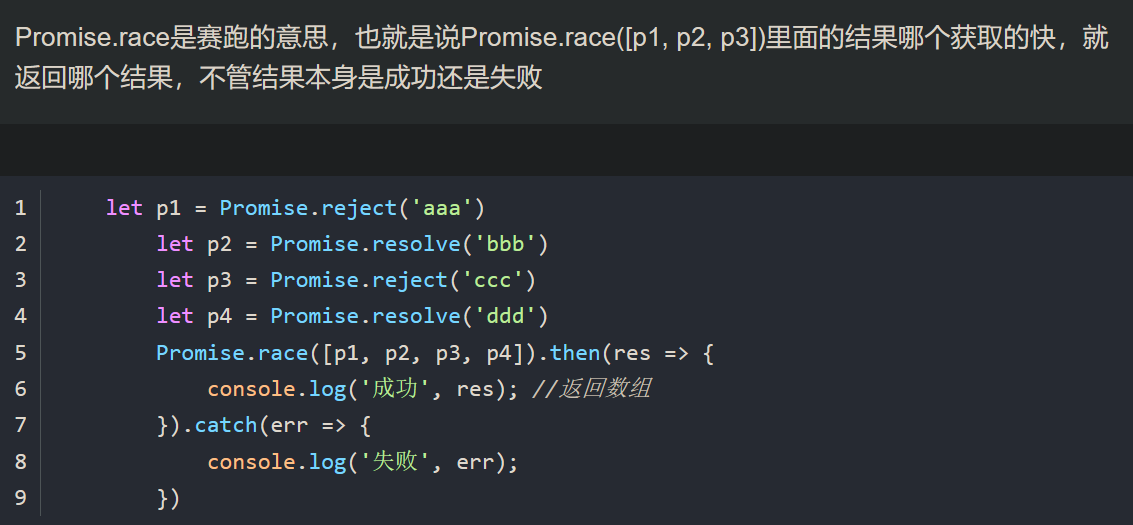 Promise.race是赛跑的意思，也就是说Promise.race([p1, p2, p3])里面的结果哪个获取的快，就
返回哪个结果，不管结果本身是成功还是失败
1 let p1 = Promise.reject('aaa')
2 let p2 = Promise.resolve('bbb')
3 let p3 = Promise.reject('ccc')
4 let p4 = Promise.resolve('ddd')
5 Promise.race([p1, p2, p3, p4]).then(res => {
6 console.log('成功', res); //返回数组
7 }).catch(err => {
8 console.log('失败', err);
9 })